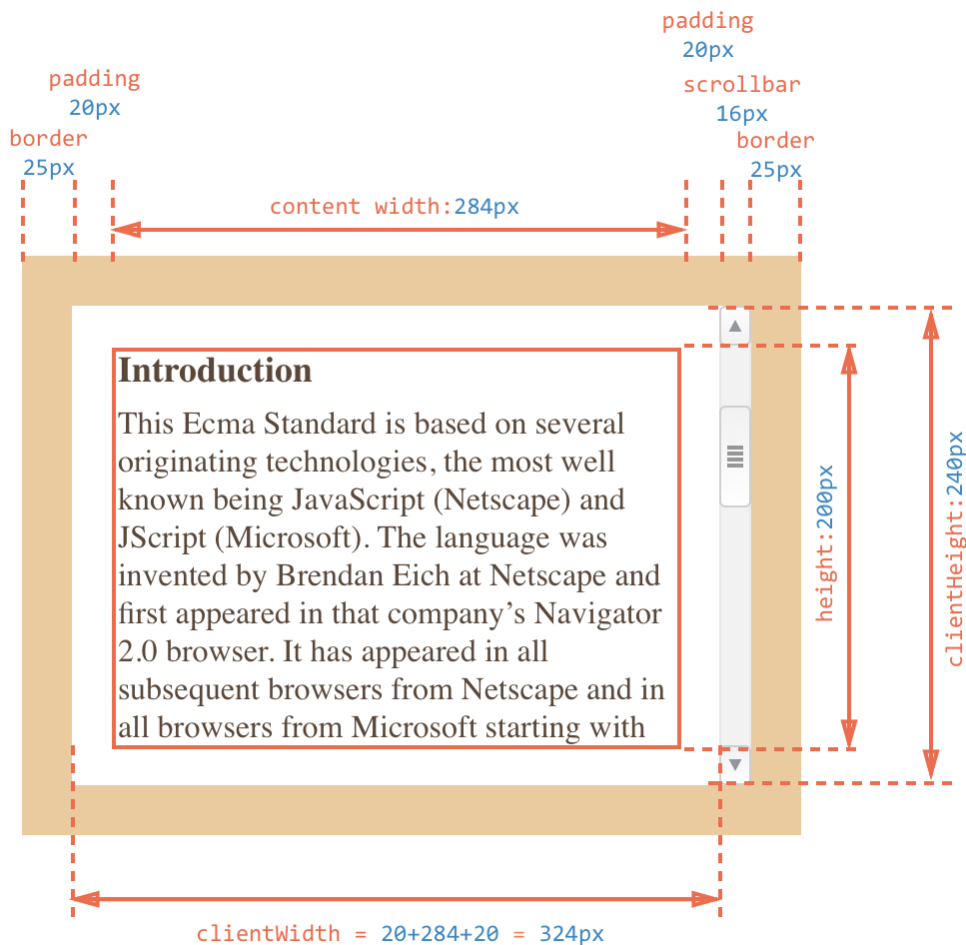 padding
20px
padding
20px
scrollbar
16px
border
25px
border
25px
content width:284px
Introduction
This Ecma Standard is based on several
originating technologies, the most well
known being JavaScript (Netscape) and
JScript (Microsoft). The language was
invented by Brendan Eich at Netscape and
first appeared in that company’s Navigator
2.0 browser. It has appeared in all
subsequent browsers from Netscape and in
all browsers from Microsoft starting with
height:200px
clientHeight:240px
clientWidth = 20+284+20 = 324px